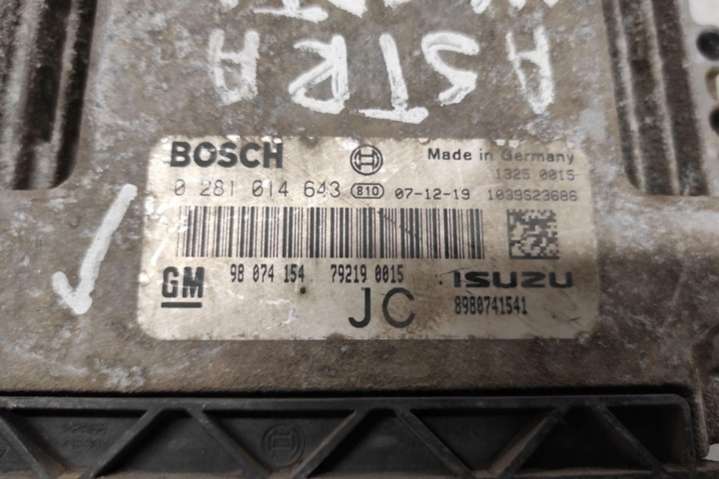 ASTRA
BOSCH Made in Germany
1325 0015
0 281 014 643 810 07-12-19 1039S23686
GM 98 074 154 79219 0015 ISUZU
JC 8980741541